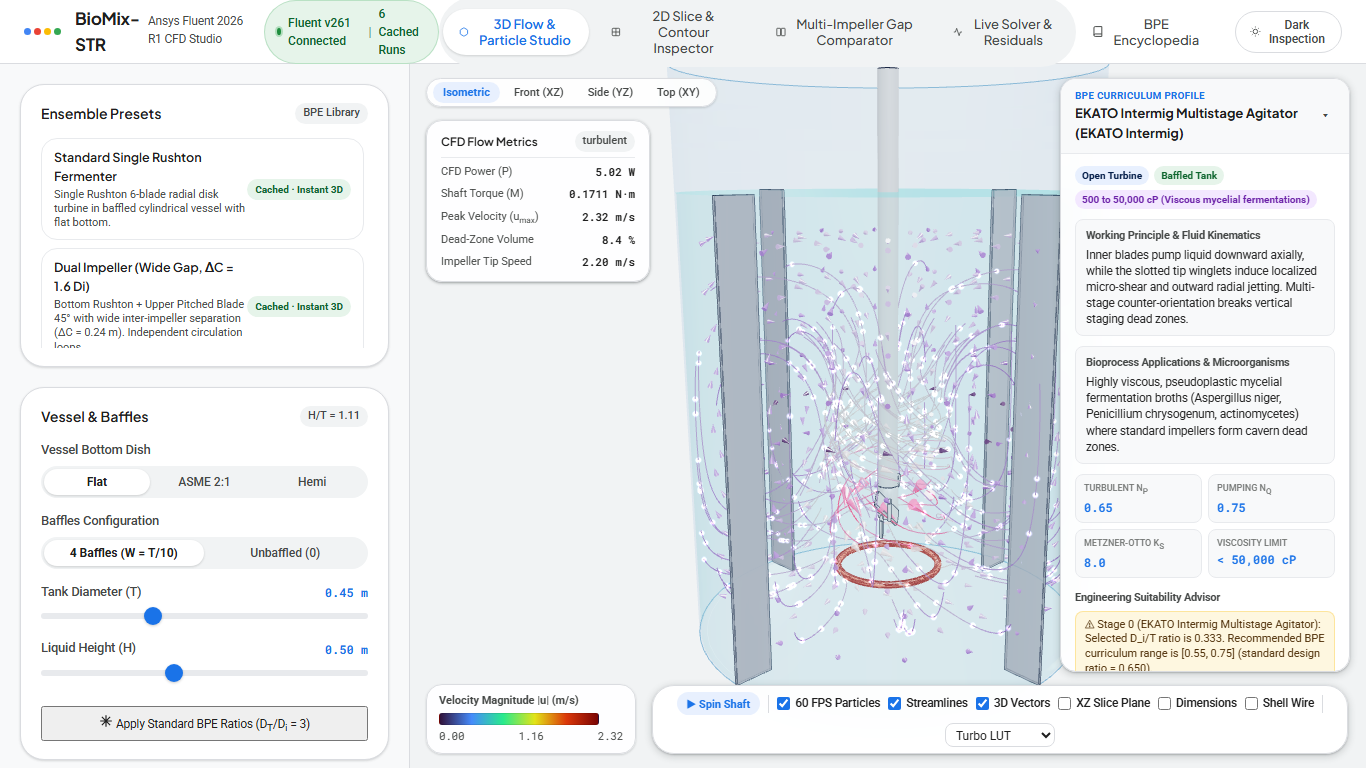 BioMix-STR
Ansys Fluent 2026 R1 CFD Studio
Fluent v261 Connected | 6 Cached Runs
3D Flow & Particle Studio
2D Slice & Contour Inspector
Multi-Impeller Gap Comparator
Live Solver & Residuals
BPE Encyclopedia
Dark Inspection
Ensemble Presets
BPE Library
Standard Single Rushton Fermenter
Single Rushton 6-blade radial disk
turbine in baffled cylindrical vessel with
flat bottom.
Cached · Instant 3D
Dual Impeller (Wide Gap, ΔC =
1.6 Di)
Bottom Rushton + Upper Pitched Blade
45° with wide inter-impeller separation
(ΔC = 0.24 m). Independent circulation
loops.
Cached · Instant 3D
Vessel & Baffles
H/T = 1.11
Vessel Bottom Dish
Flat
ASME 2:1
Hemi
Baffles Configuration
4 Baffles (W = T/10)
Unbaffled (0)
Tank Diameter (T)
0.45 m
Liquid Height (H)
0.50 m
✳ Apply Standard BPE Ratios (DT/Di = 3)
Isometric
Front (XZ)
Side (YZ)
Top (XY)
CFD Flow Metrics
turbulent
CFD Power (P) 5.02 W
Shaft Torque (M) 0.1711 N·m
Peak Velocity (umax) 2.32 m/s
Dead-Zone Volume 8.4 %
Impeller Tip Speed 2.20 m/s
Velocity Magnitude |u| (m/s)
0.00 1.16 2.32
▶ Spin Shaft
60 FPS Particles
Streamlines
3D Vectors
XZ Slice Plane
Dimensions
Shell Wire
Turbo LUT
BPE CURRICULUM PROFILE
EKATO Intermig Multistage Agitator
(EKATO Intermig)
Open Turbine
Baffled Tank
500 to 50,000 cP (Viscous mycelial fermentations)
Working Principle & Fluid Kinematics
Inner blades pump liquid downward axially,
while the slotted tip winglets induce localized
micro-shear and outward radial jetting. Multi-
stage counter-orientation breaks vertical
staging dead zones.
Bioprocess Applications & Microorganisms
Highly viscous, pseudoplastic mycelial
fermentation broths (Aspergillus niger,
Penicillium chrysogenum, actinomycetes)
where standard impellers form cavern dead
zones.
TURBULENT NP
0.65
PUMPING NQ
0.75
METZNER-OTTO KS
8.0
VISCOSITY LIMIT
< 50,000 cP
Engineering Suitability Advisor
⚠ Stage 0 (EKATO Intermig Multistage Agitator):
Selected D_i/T ratio is 0.333. Recommended BPE
curriculum range is [0.55, 0.75] (standard design
ratio = 0.650).